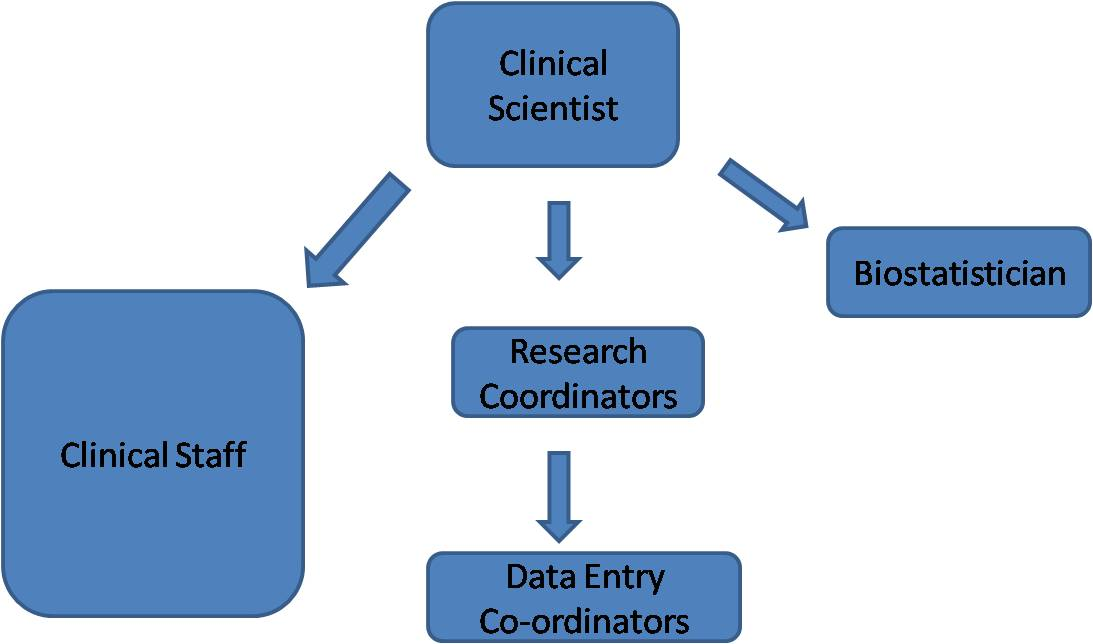 Clinical
Scientist
Biostatistician
Research
Coordinators
Clinical Staff
Data Entry
Co-ordinators